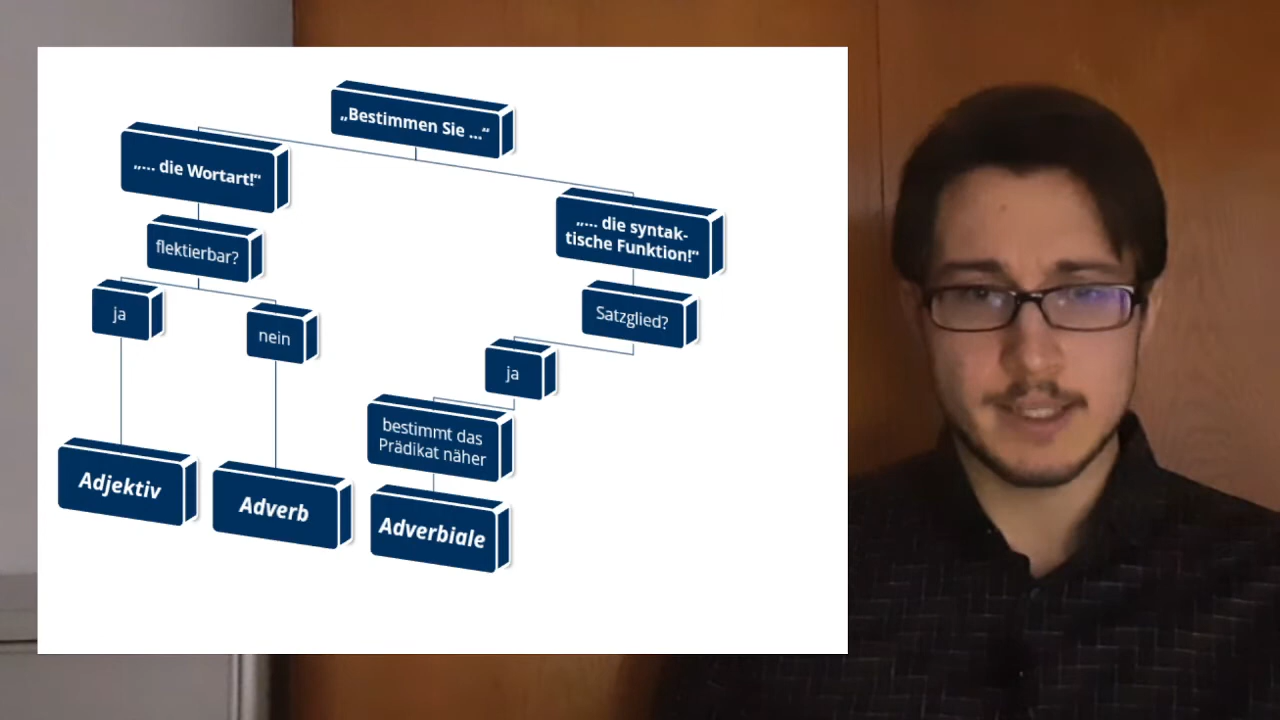 „Bestimmen Sie ...“
„... die Wortart!“
flektierbar?
ja
nein
Adjektiv
Adverb
„... die syntak-
tische Funktion!“
Satzglied?
ja
bestimmt das
Prädikat näher
Adverbiale